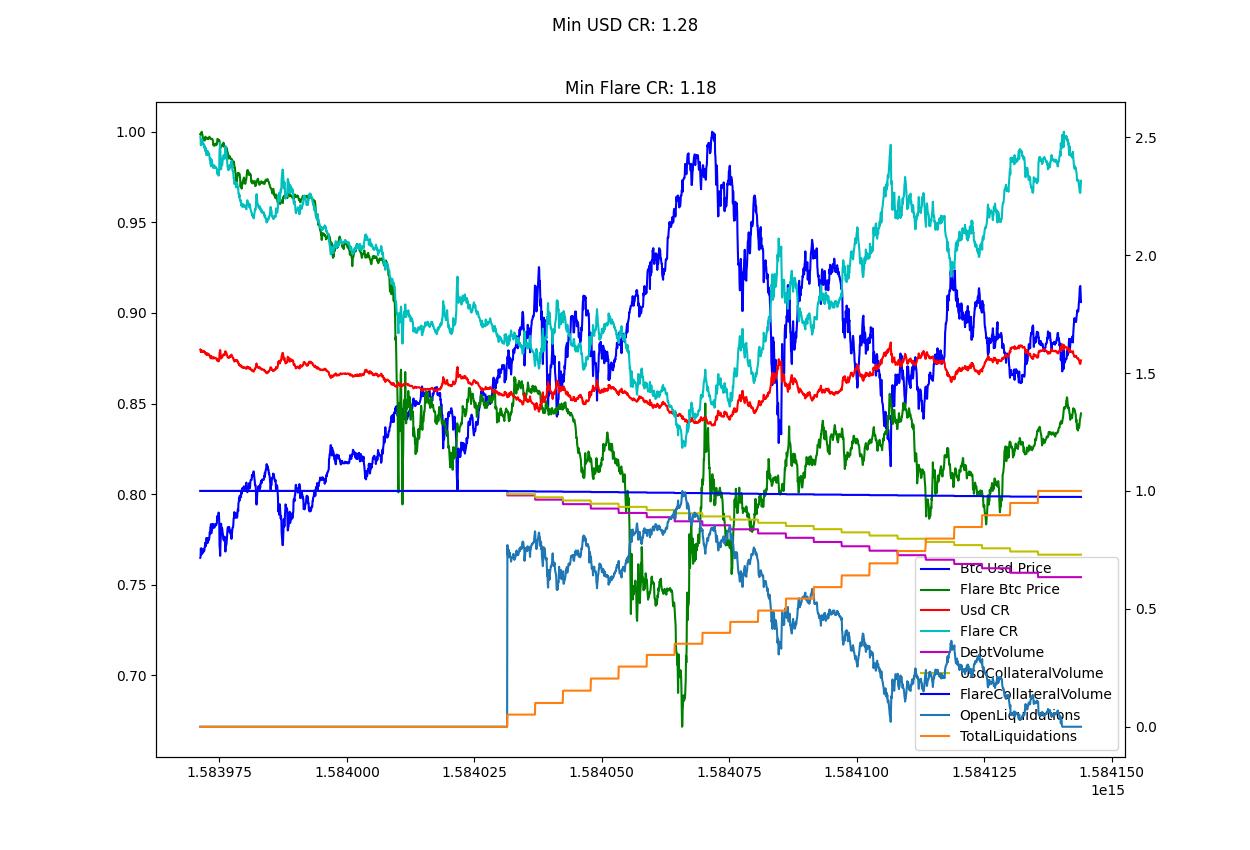 Min USD CR: 1.28
Min Flare CR: 1.18
1.00
0.95
0.90
0.85
0.80
0.75
0.70
2.5
2.0
1.5
1.0
0.5
0.0
Btc Usd Price
Flare Btc Price
Usd CR
Flare CR
DebtVolume
UsdCollateralVolume
FlareCollateralVolume
OpenLiquidations
TotalLiquidations
1.583975
1.584000
1.584025
1.584050
1.584075
1.584100
1.584125
1.584150
1e15